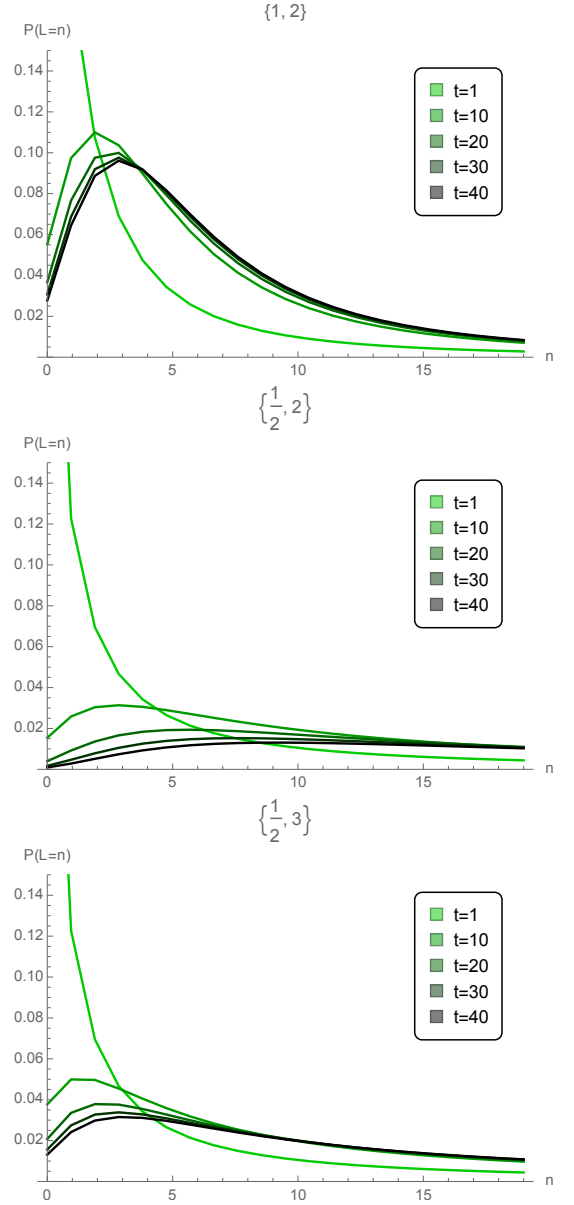 {1, 2}
P(L=n)
0.14
0.12
0.10
0.08
0.06
0.04
0.02
0 5 10 15 n
t=1
t=10
t=20
t=30
t=40
{1/2, 2}
P(L=n)
0.14
0.12
0.10
0.08
0.06
0.04
0.02
0 5 10 15 n
t=1
t=10
t=20
t=30
t=40
{1/2, 3}
P(L=n)
0.14
0.12
0.10
0.08
0.06
0.04
0.02
0 5 10 15 n
t=1
t=10
t=20
t=30
t=40